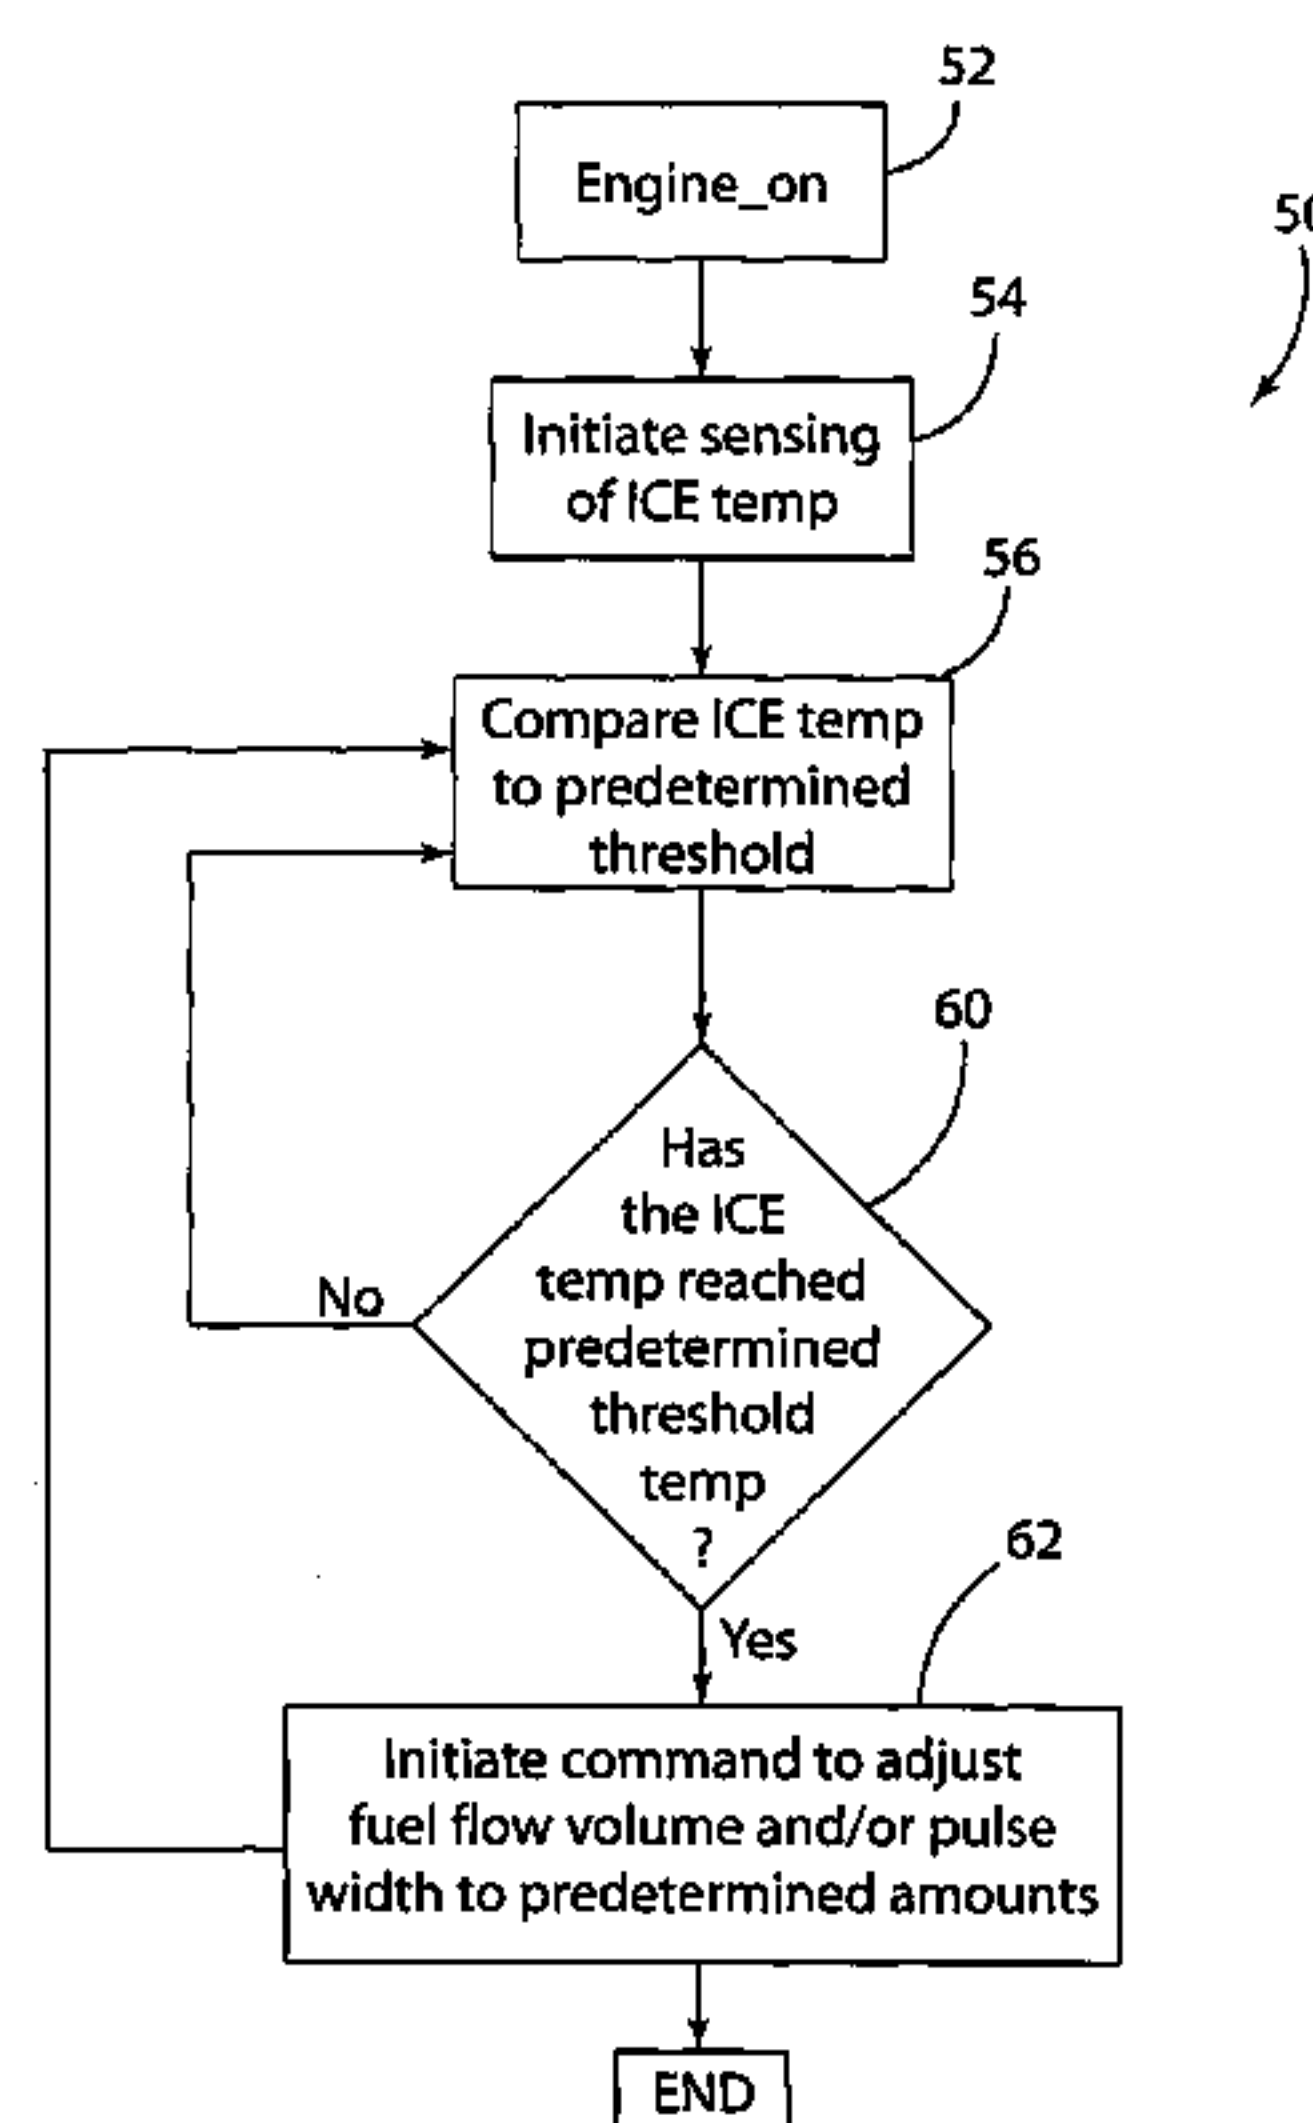 52
Engine_on
50
54
Initiate sensing
of ICE temp
56
Compare ICE temp
to predetermined
threshold
60
Has
the ICE
temp reached
predetermined
threshold
temp
?
No
Yes
62
Initiate command to adjust
fuel flow volume and/or pulse
width to predetermined amounts
END